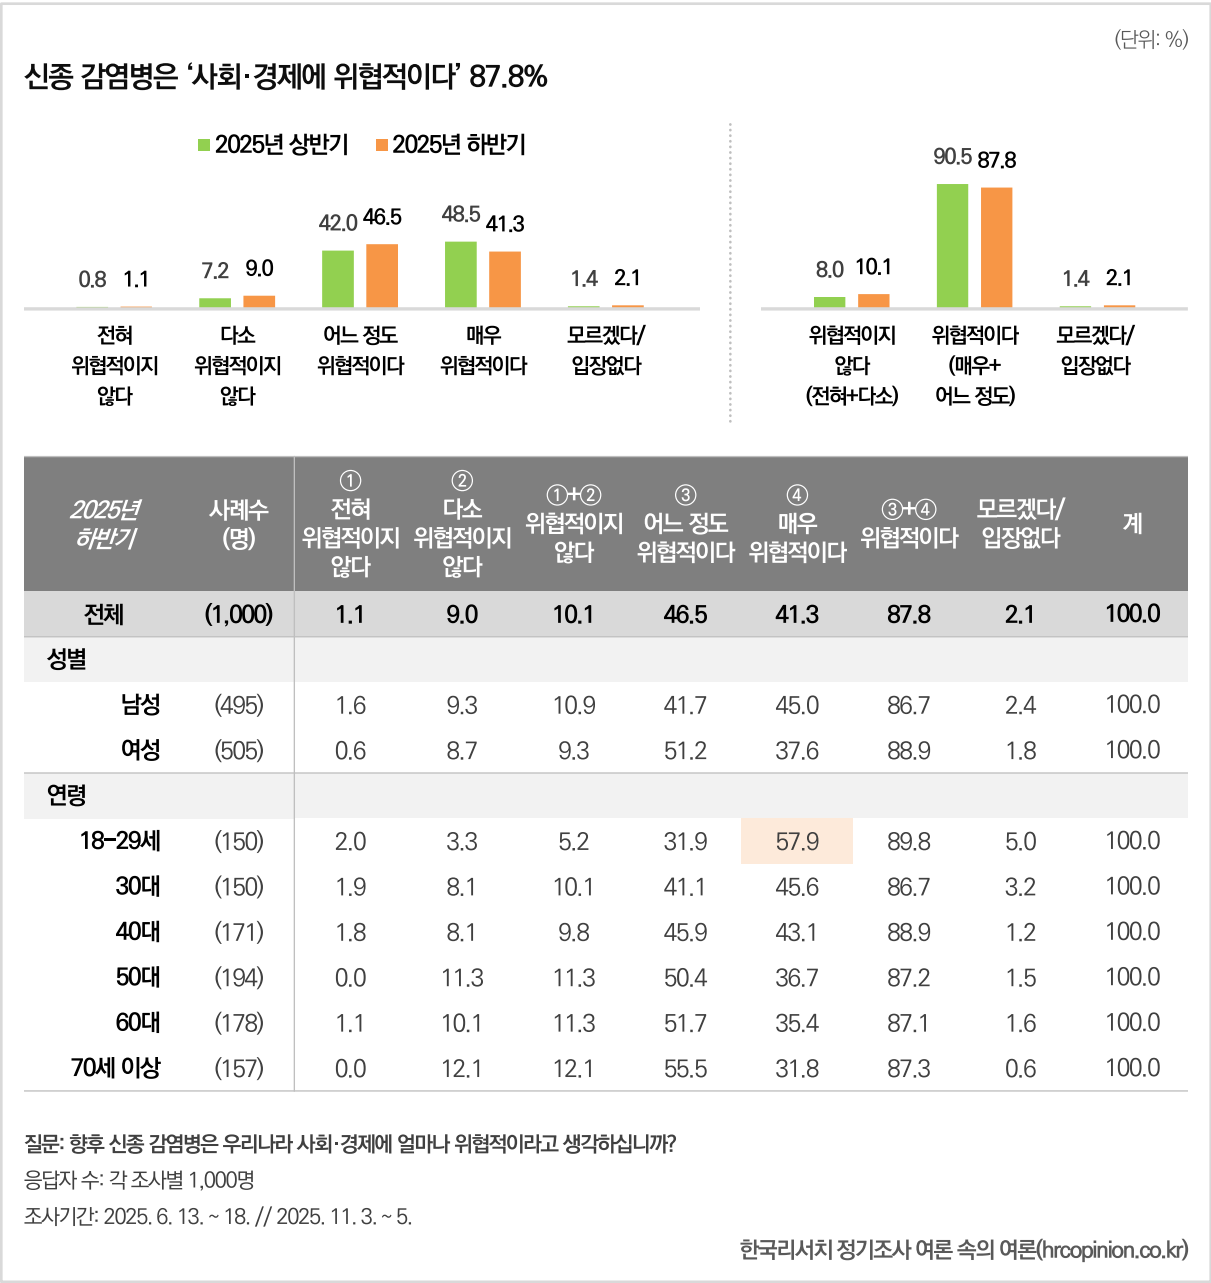 (단위: %)
신종 감염병은 ‘사회·경제에 위협적이다’ 87.8%
2025년 상반기 2025년 하반기
0.8 1.1 7.2 9.0 42.0 46.5 48.5 41.3 1.4 2.1
전혀 다소 어느 정도 매우 모르겠다/
위협적이지 위협적이지 위협적이다 위협적이다 입장없다
않다 않다
8.0 10.1 90.5 87.8 1.4 2.1
위협적이지 위협적이다 모르겠다/
않다 (매우+ 입장없다
(전혀+다소) 어느 정도)
2025년 하반기 사례수 (명) ① 전혀 위협적이지 않다 ② 다소 위협적이지 않다 ①+② 위협적이지 않다 ③ 어느 정도 위협적이다 ④ 매우 위협적이다 ③+④ 위협적이다 모르겠다/ 입장없다 계
전체 (1,000) 1.1 9.0 10.1 46.5 41.3 87.8 2.1 100.0
성별
남성 (495) 1.6 9.3 10.9 41.7 45.0 86.7 2.4 100.0
여성 (505) 0.6 8.7 9.3 51.2 37.6 88.9 1.8 100.0
연령
18-29세 (150) 2.0 3.3 5.2 31.9 57.9 89.8 5.0 100.0
30대 (150) 1.9 8.1 10.1 41.1 45.6 86.7 3.2 100.0
40대 (171) 1.8 8.1 9.8 45.9 43.1 88.9 1.2 100.0
50대 (194) 0.0 11.3 11.3 50.4 36.7 87.2 1.5 100.0
60대 (178) 1.1 10.1 11.3 51.7 35.4 87.1 1.6 100.0
70세 이상 (157) 0.0 12.1 12.1 55.5 31.8 87.3 0.6 100.0
질문: 향후 신종 감염병은 우리나라 사회·경제에 얼마나 위협적이라고 생각하십니까?
응답자 수: 각 조사별 1,000명
조사기간: 2025. 6. 13. ~ 18. // 2025. 11. 3. ~ 5.
한국리서치 정기조사 여론 속의 여론(hrcopinion.co.kr)